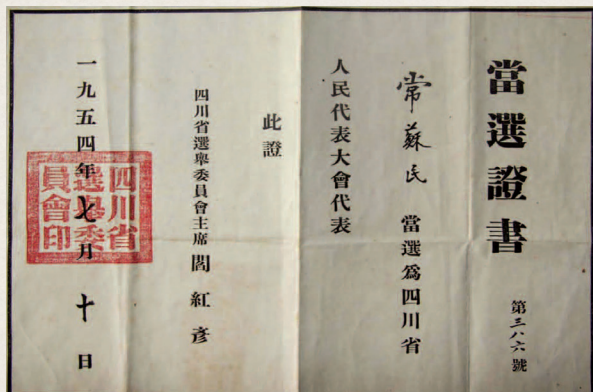 當選證書
第三八六號
常蘇民 當選為四川省
人民代表大會代表
此證
四川省選舉委員會主席 閻紅彥
一九五四年七月十日
四川省選舉委員會印